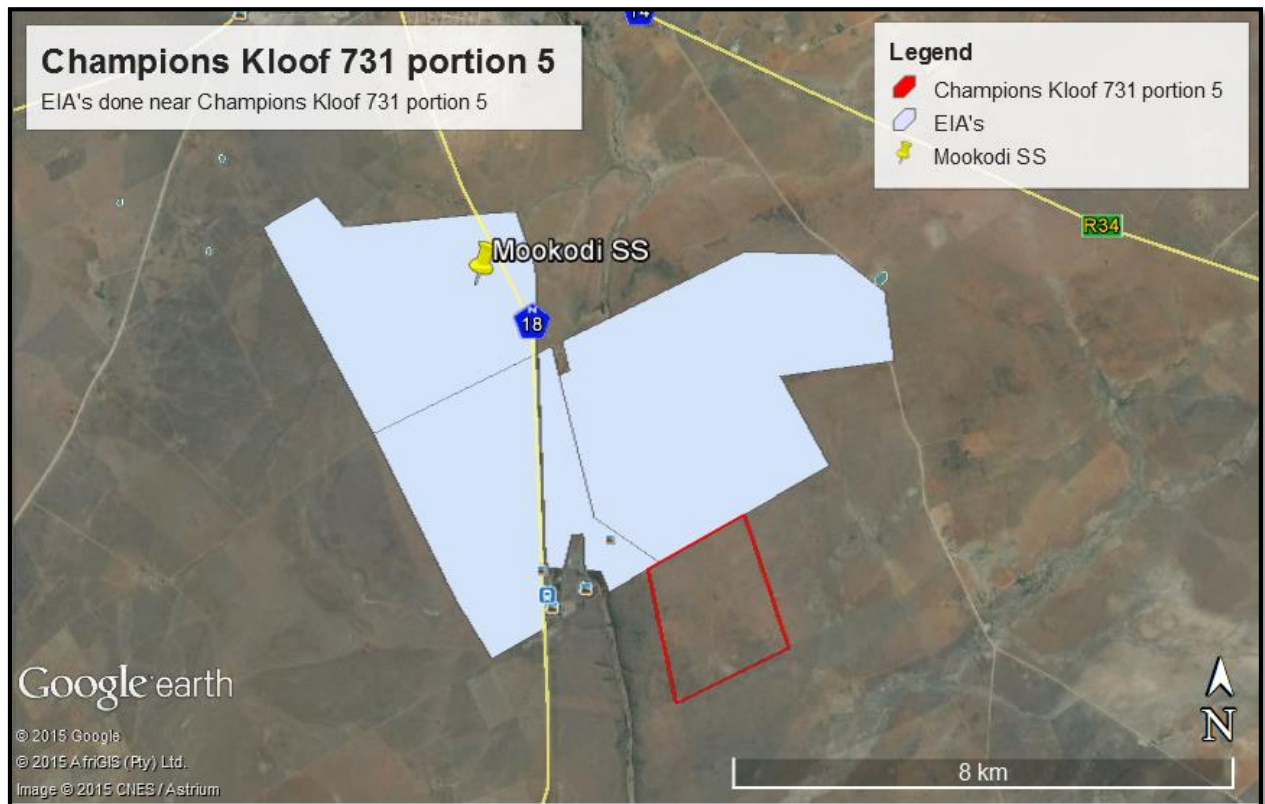 14
Champions Kloof 731 portion 5
EIA's done near Champions Kloof 731 portion 5
Legend
Champions Kloof 731 portion 5
EIA's
Mookodi SS
R34
Mookodi SS
N
18
Google earth
© 2015 Google
© 2015 AfriGIS (Pty) Ltd.
Image © 2015 CNES / Astrium
N
8 km